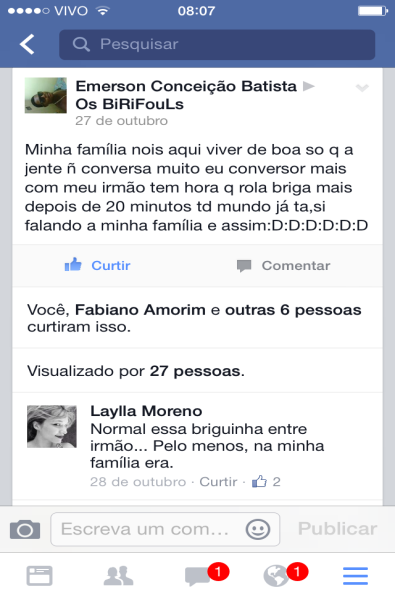 VIVO 08:07
Pesquisar
Emerson Conceição Batista
Os BiRiFouLs
27 de outubro
Minha família nois aqui viver de boa so q a
jente ñ conversa muito eu conversor mais
com meu irmão tem hora q rola briga mais
depois de 20 minutos td mundo já ta,si
falando a minha família e assim:D:D:D:D:D:D
Curtir Comentar
Você, Fabiano Amorim e outras 6 pessoas
curtiram isso.
Visualizado por 27 pessoas.
Laylla Moreno
Normal essa briguinha entre
irmão... Pelo menos, na minha
família era.
28 de outubro · Curtir · 2
Escreva um com... Publicar
1 1